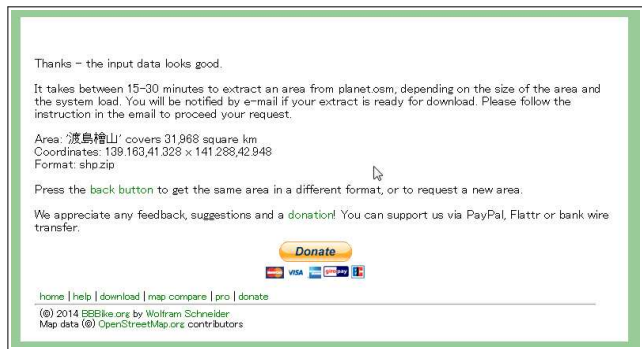 Thanks - the input data looks good.
It takes between 15-30 minutes to extract an area from planet.osm, depending on the size of the area and
the system load. You will be notified by e-mail if your extract is ready for download. Please follow the
instruction in the email to proceed your request.
Area: '渡島檜山' covers 31,968 square km
Coordinates: 139.163,41.328 x 141.288,42.948
Format: shp.zip
Press the back button to get the same area in a different format, or to request a new area.
We appreciate any feedback, suggestions and a donation! You can support us via PayPal, Flattr or bank wire
transfer.
Donate
VISA giropay
home | help | download | map compare | pro | donate
(©) 2014 BBBike.org by Wolfram Schneider
Map data (©) OpenStreetMap.org contributors